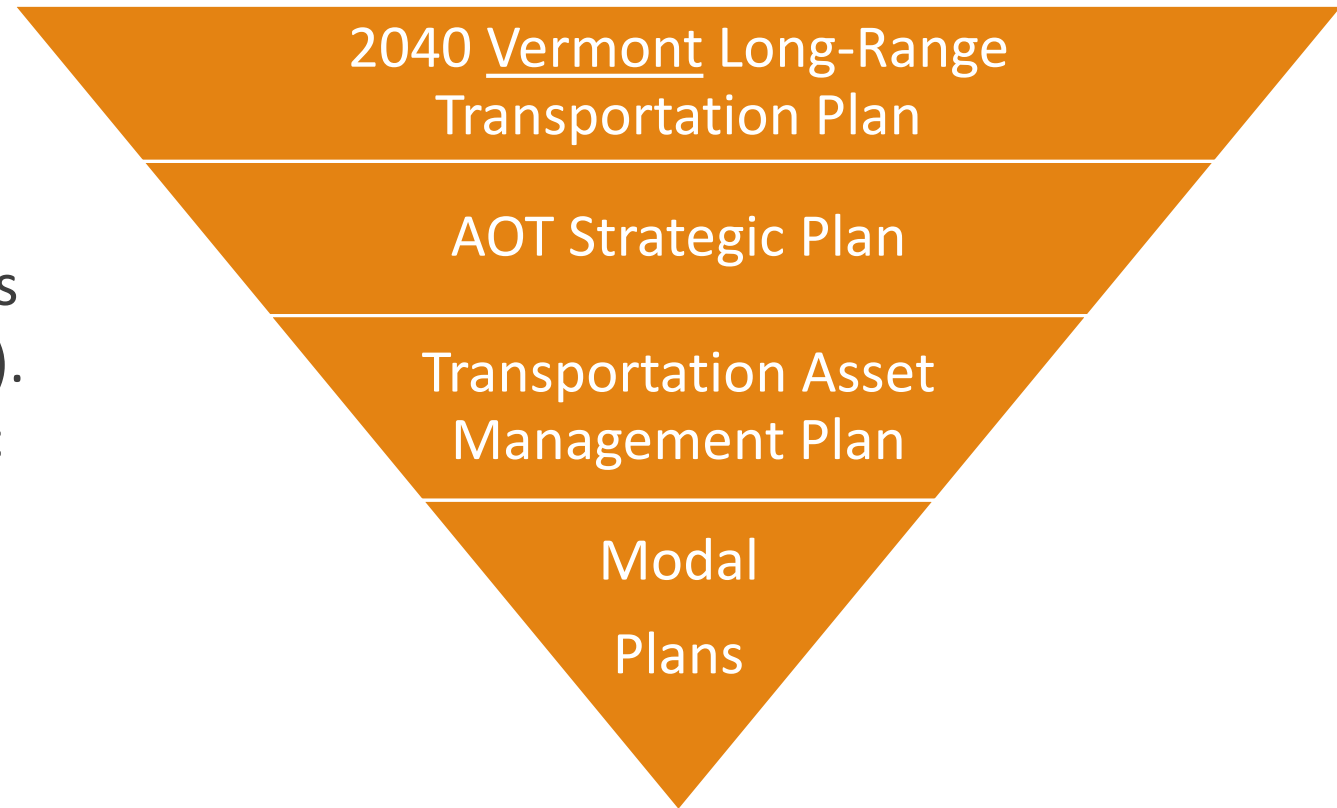 2040 Vermont Long-Range
Transportation Plan
AOT Strategic Plan
s
).
:
Transportation Asset
Management Plan
Modal
Plans